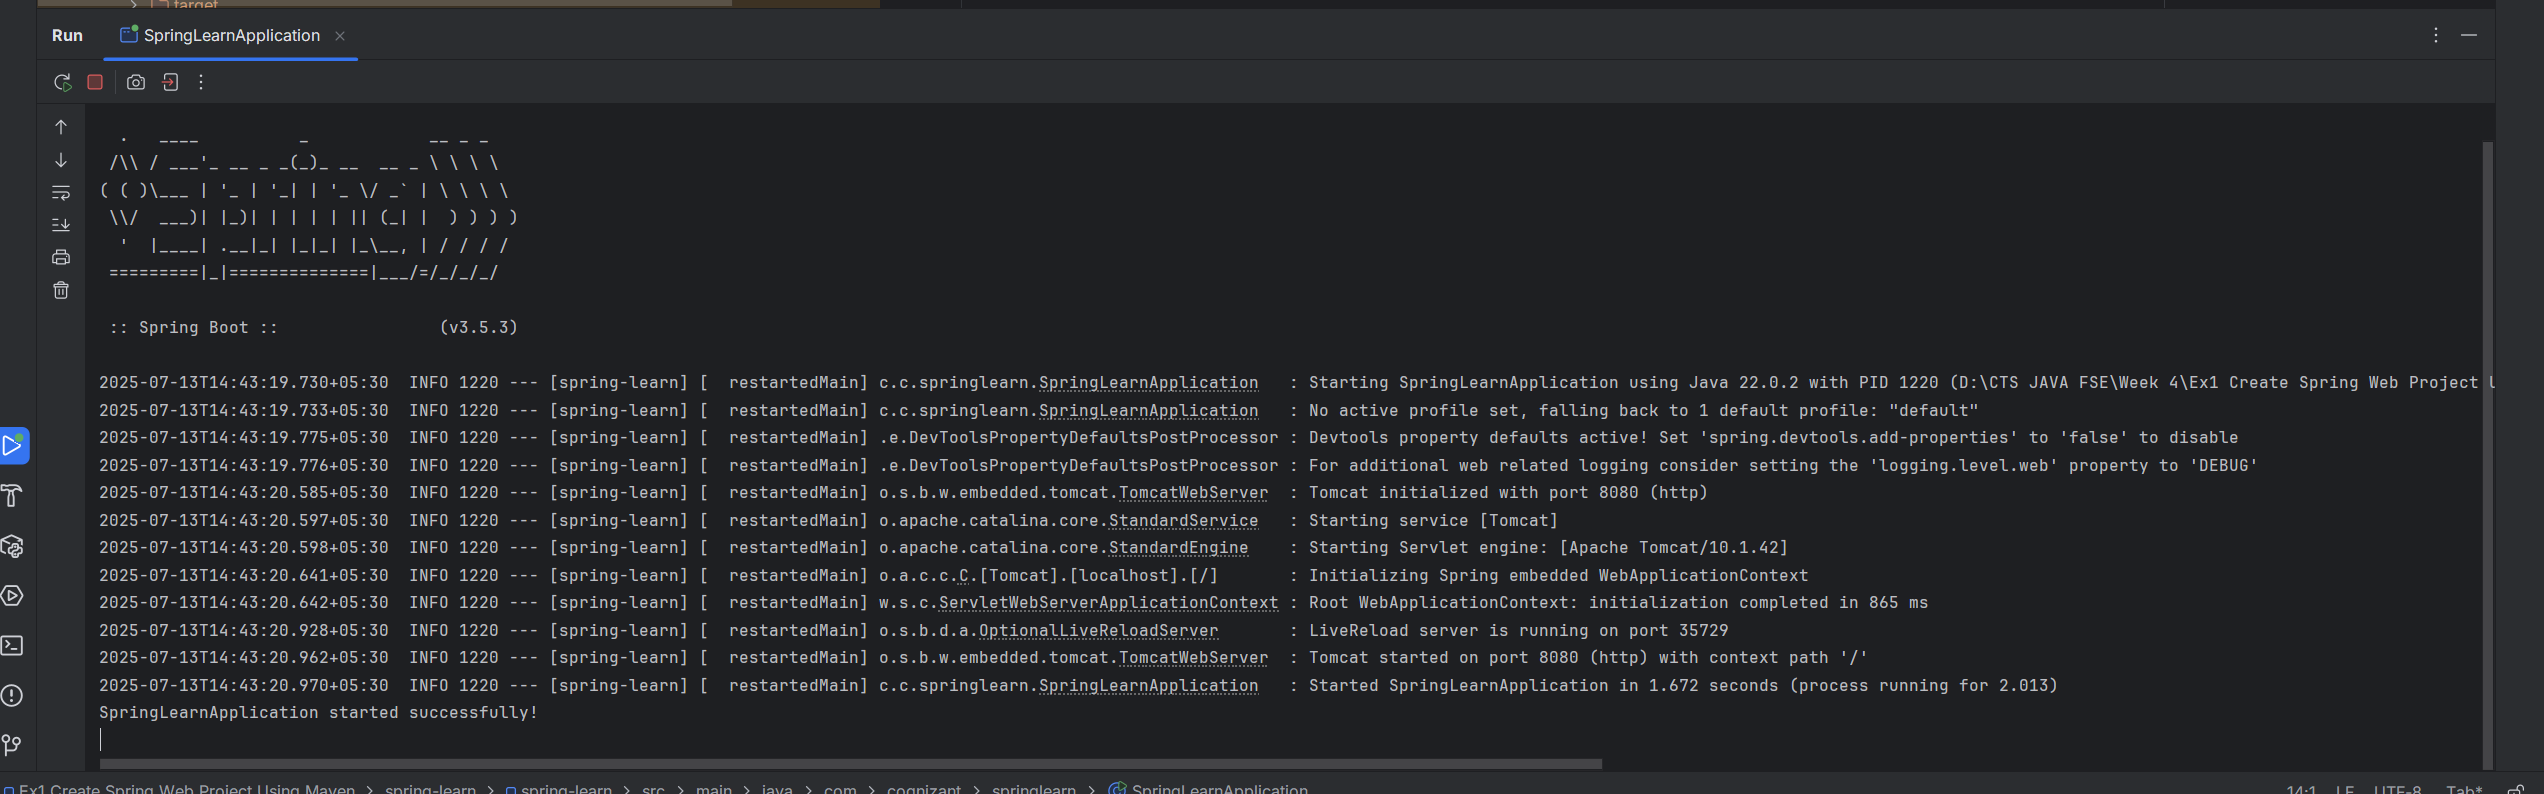 target
Run SpringLearnApplication
  .   ____          _            __ _ _
 /\\ / ___'_ __ _ _(_)_ __  __ _ \ \ \ \
( ( )\___ | '_ | '_| | '_ \/ _` | \ \ \ \
 \\/  ___)| |_)| | | | | || (_| |  ) ) ) )
  '  |____| .__|_| |_|_| |_\__, | / / / /
 =========|_|==============|___/=/_/_/_/
 :: Spring Boot ::                (v3.5.3)
2025-07-13T14:43:19.730+05:30  INFO 1220 --- [spring-learn] [  restartedMain] c.c.springlearn.SpringLearnApplication   : Starting SpringLearnApplication using Java 22.0.2 with PID 1220 (D:\CTS JAVA FSE\Week 4\Ex1 Create Spring Web Project U
2025-07-13T14:43:19.733+05:30  INFO 1220 --- [spring-learn] [  restartedMain] c.c.springlearn.SpringLearnApplication   : No active profile set, falling back to 1 default profile: "default"
2025-07-13T14:43:19.775+05:30  INFO 1220 --- [spring-learn] [  restartedMain] .e.DevToolsPropertyDefaultsPostProcessor : Devtools property defaults active! Set 'spring.devtools.add-properties' to 'false' to disable
2025-07-13T14:43:19.776+05:30  INFO 1220 --- [spring-learn] [  restartedMain] .e.DevToolsPropertyDefaultsPostProcessor : For additional web related logging consider setting the 'logging.level.web' property to 'DEBUG'
2025-07-13T14:43:20.585+05:30  INFO 1220 --- [spring-learn] [  restartedMain] o.s.b.w.embedded.tomcat.TomcatWebServer  : Tomcat initialized with port 8080 (http)
2025-07-13T14:43:20.597+05:30  INFO 1220 --- [spring-learn] [  restartedMain] o.apache.catalina.core.StandardService   : Starting service [Tomcat]
2025-07-13T14:43:20.598+05:30  INFO 1220 --- [spring-learn] [  restartedMain] o.apache.catalina.core.StandardEngine    : Starting Servlet engine: [Apache Tomcat/10.1.42]
2025-07-13T14:43:20.641+05:30  INFO 1220 --- [spring-learn] [  restartedMain] o.a.c.c.C.[Tomcat].[localhost].[/]       : Initializing Spring embedded WebApplicationContext
2025-07-13T14:43:20.642+05:30  INFO 1220 --- [spring-learn] [  restartedMain] w.s.c.ServletWebServerApplicationContext : Root WebApplicationContext: initialization completed in 865 ms
2025-07-13T14:43:20.928+05:30  INFO 1220 --- [spring-learn] [  restartedMain] o.s.b.d.a.OptionalLiveReloadServer       : LiveReload server is running on port 35729
2025-07-13T14:43:20.962+05:30  INFO 1220 --- [spring-learn] [  restartedMain] o.s.b.w.embedded.tomcat.TomcatWebServer  : Tomcat started on port 8080 (http) with context path '/'
2025-07-13T14:43:20.970+05:30  INFO 1220 --- [spring-learn] [  restartedMain] c.c.springlearn.SpringLearnApplication   : Started SpringLearnApplication in 1.672 seconds (process running for 2.013)
SpringLearnApplication started successfully!
Ex1 Create Spring Web Project Using Maven > spring-learn > spring-learn > src > main > java > com > cognizant > springlearn > SpringLearnApplication 14:1 LF UTF-8 Tab*